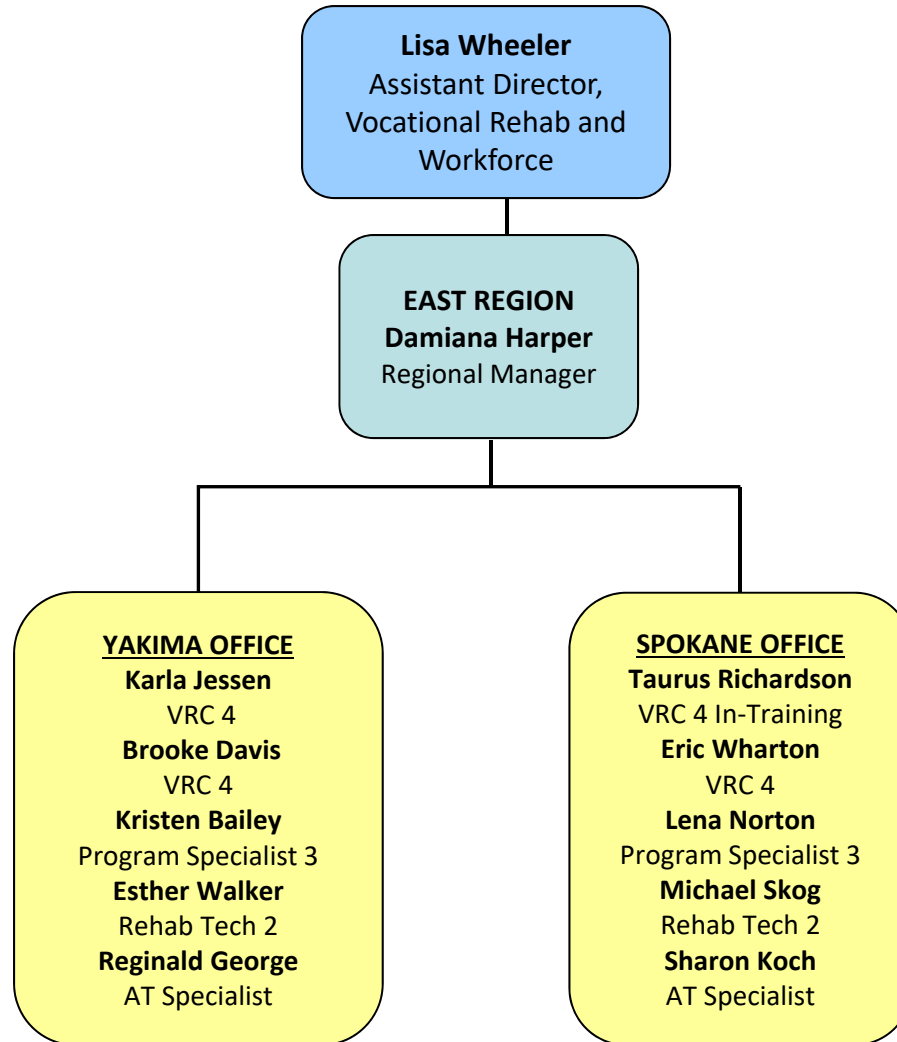 Lisa Wheeler
Assistant Director,
Vocational Rehab and
Workforce
EAST REGION
Damiana Harper
Regional Manager
YAKIMA OFFICE
Karla Jessen
VRC 4
Brooke Davis
VRC 4
Kristen Bailey
Program Specialist 3
Esther Walker
Rehab Tech 2
Reginald George
AT Specialist
SPOKANE OFFICE
Taurus Richardson
VRC 4 In-Training
Eric Wharton
VRC 4
Lena Norton
Program Specialist 3
Michael Skog
Rehab Tech 2
Sharon Koch
AT Specialist